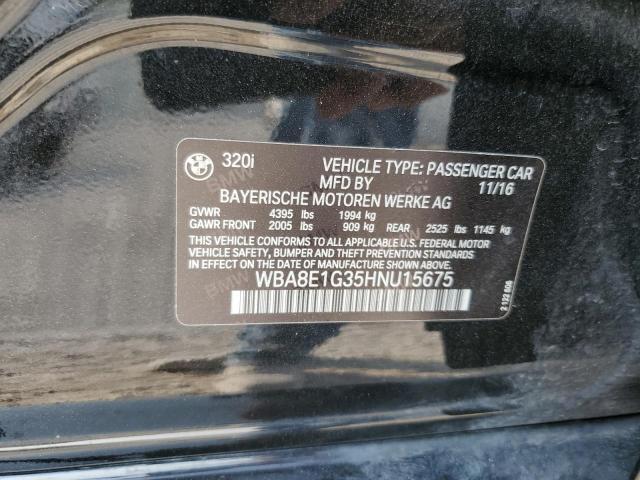 320i VEHICLE TYPE: PASSENGER CAR
MFD BY 11/16
BAYERISCHE MOTOREN WERKE AG
GVWR 4395 lbs 1994 kg
GAWR FRONT 2005 lbs 909 kg REAR 2525 lbs 1145 kg
THIS VEHICLE CONFORMS TO ALL APPLICABLE U.S. FEDERAL MOTOR
VEHICLE SAFETY, BUMPER, AND THEFT PREVENTION STANDARDS
IN EFFECT ON THE DATE OF MANUFACTURE SHOWN ABOVE.
WBA8E1G35HNU15675